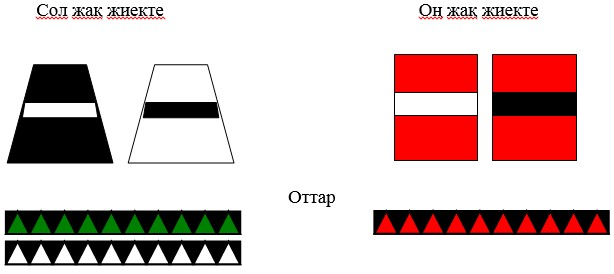 Сол жақ жиекте
Оң жақ жиекте
Оттар